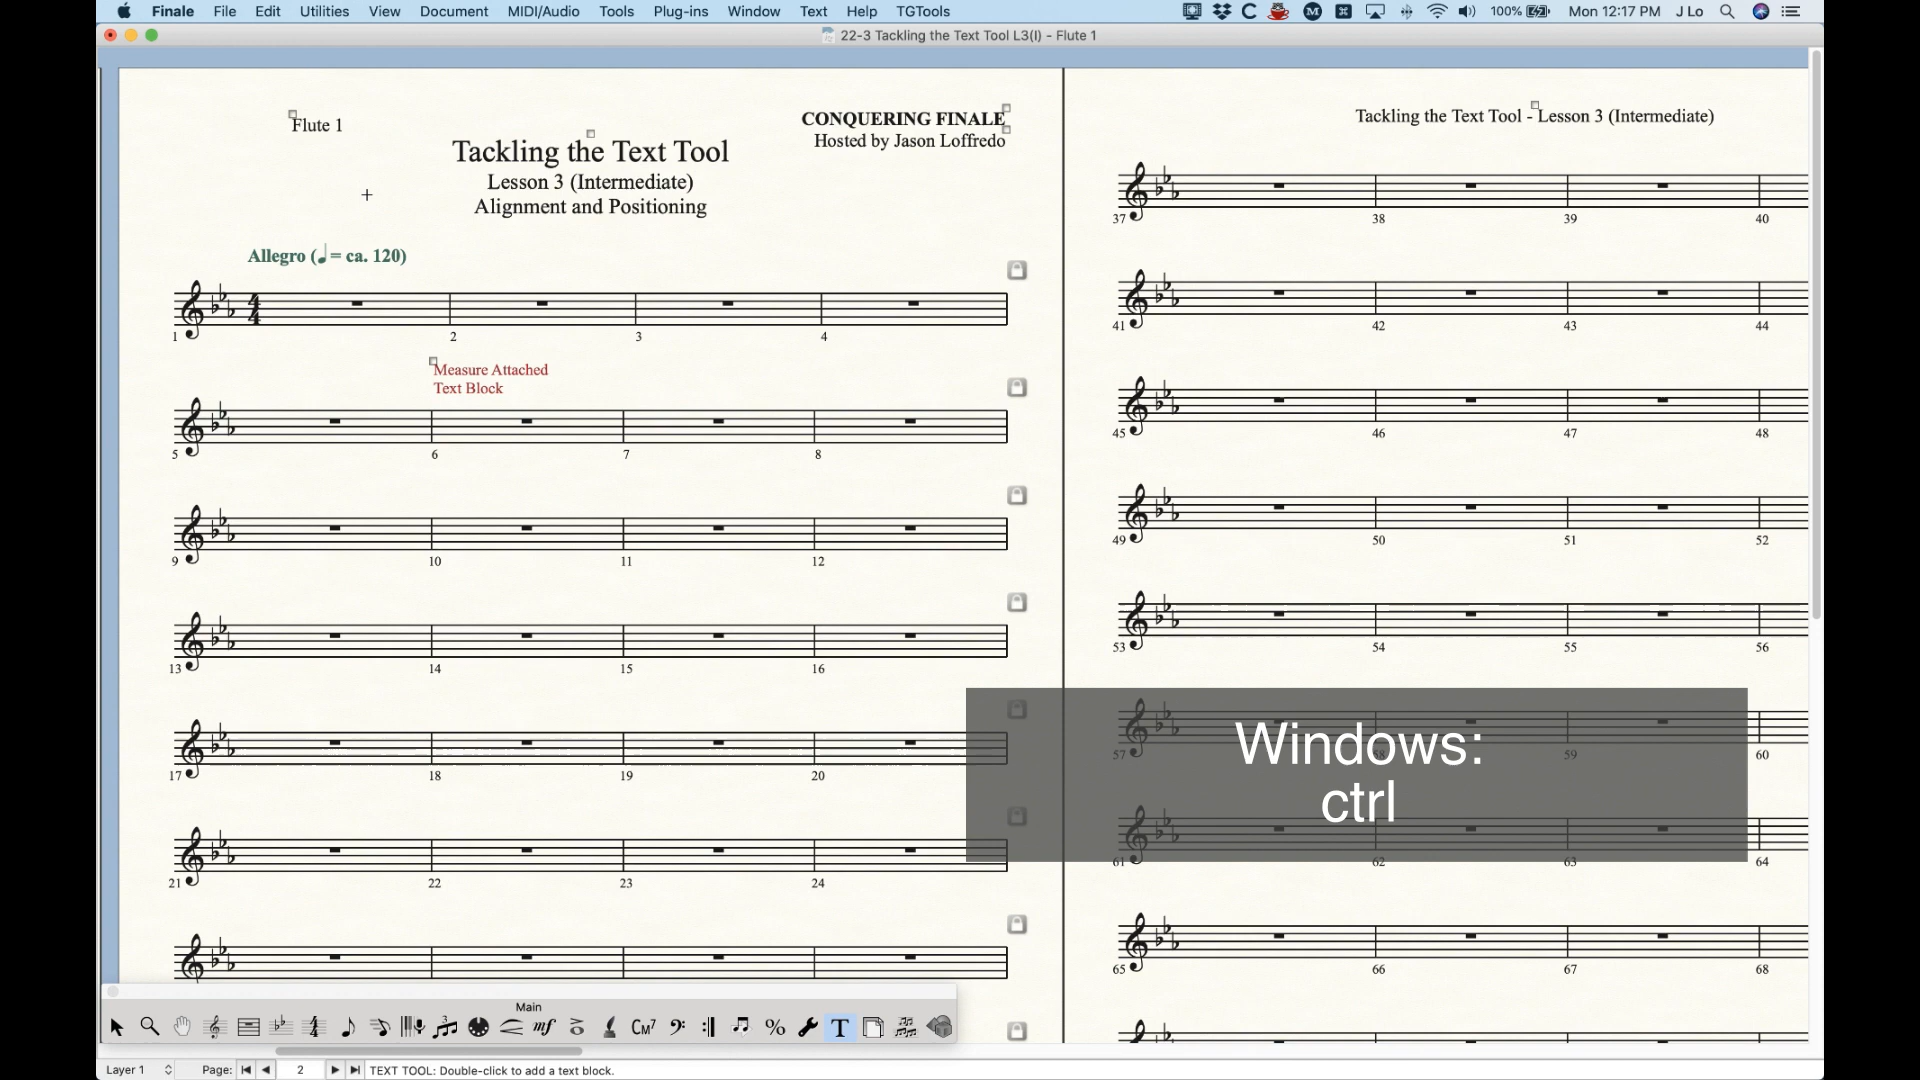 Finale File Edit Utilities View Document MIDI/Audio Tools Plug-ins Window Text Help TGTools 100% Mon 12:17 PM J Lo
22-3 Tackling the Text Tool L3(I) - Flute 1
Flute 1
CONQUERING FINALE
Hosted by Jason Loffredo
Tackling the Text Tool
Lesson 3 (Intermediate)
Alignment and Positioning
Allegro (♩= ca. 120)
1 2 3 4
Measure Attached
Text Block
5 6 7 8
9 10 11 12
13 14 15 16
17 18 19 20
21 22 23 24
Tackling the Text Tool - Lesson 3 (Intermediate)
37 38 39 40
41 42 43 44
45 46 47 48
49 50 51 52
53 54 55 56
57 58 59 60
61 62 63 64
65 66 67 68
Windows:
ctrl
Main
mf CM7 % T
Layer 1 Page: 2 TEXT TOOL: Double-click to add a text block.